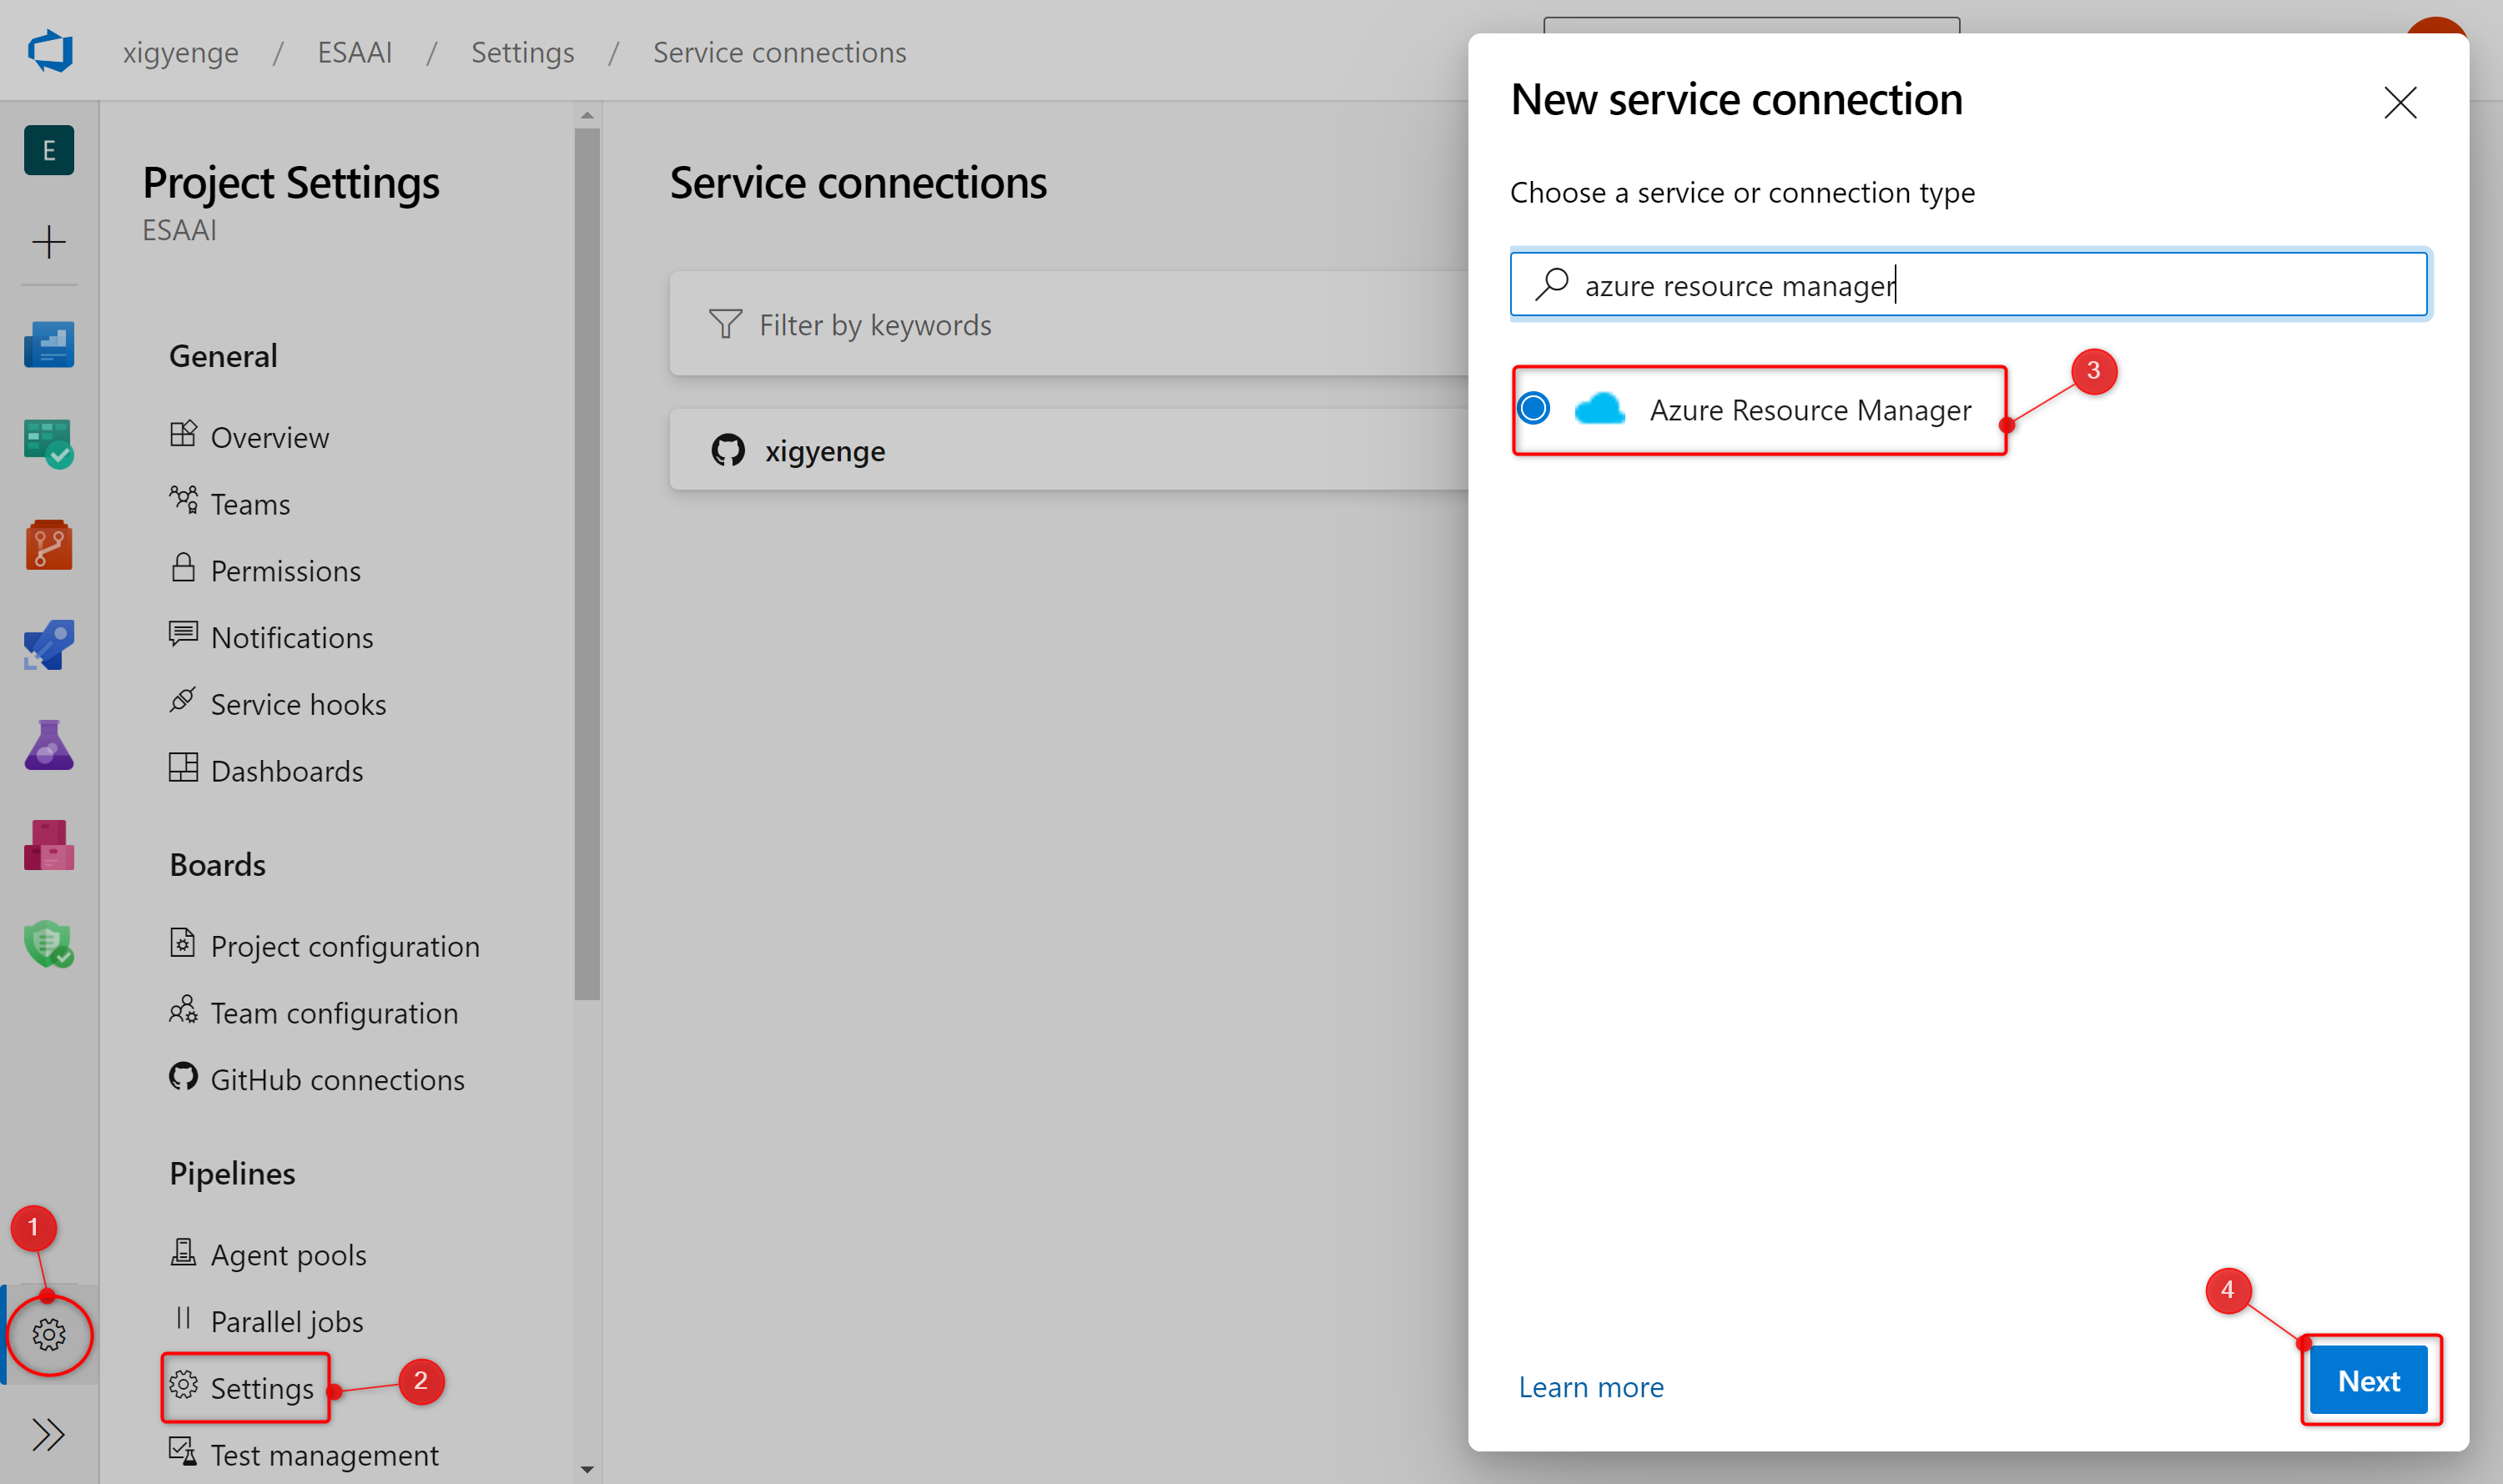 xigyenge / ESAAI / Settings / Service connections
E
Project Settings
ESAAI
General
Overview
Teams
Permissions
Notifications
Service hooks
Dashboards
Boards
Project configuration
Team configuration
GitHub connections
Pipelines
Agent pools
Parallel jobs
Settings
Test management
1
2
Service connections
Filter by keywords
xigyenge
New service connection
Choose a service or connection type
azure resource manager
Azure Resource Manager
3
4
Learn more
Next